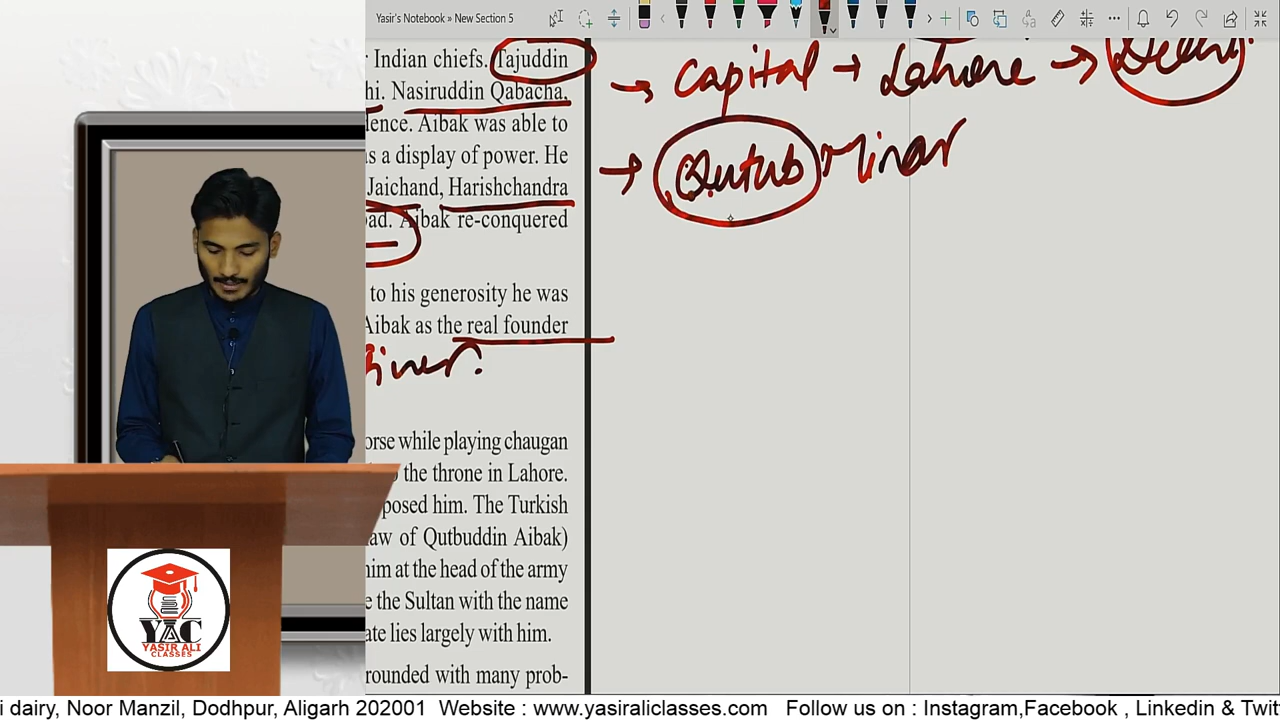 Yasir's Notebook » New Section 5
r Indian chiefs. Tajuddin
hi. Nasiruddin Qabacha,
dence. Aibak was able to
as a display of power. He
Jaichand, Harishchandra
oad. Aibak re-conquered
to his generosity he was
Aibak as the real founder
orse while playing chaugan
the throne in Lahore.
posed him. The Turkish
law of Qutbuddin Aibak)
him at the head of the army
e the Sultan with the name
ate lies largely with him.
rounded with many prob-
→ Capital → Lahore → Delhi
→ Qutub Minar
YAC
YASIR ALI
CLASSES
i dairy, Noor Manzil, Dodhpur, Aligarh 202001 Website : www.yasiraliclasses.com Follow us on : Instagram,Facebook , Linkedin & Twit